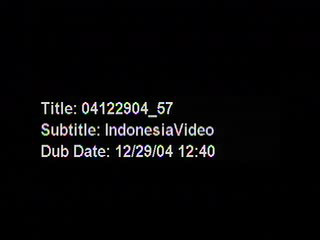 Title: 04122904_57
Subtitle: IndonesiaVideo
Dub Date: 12/29/04 12:40